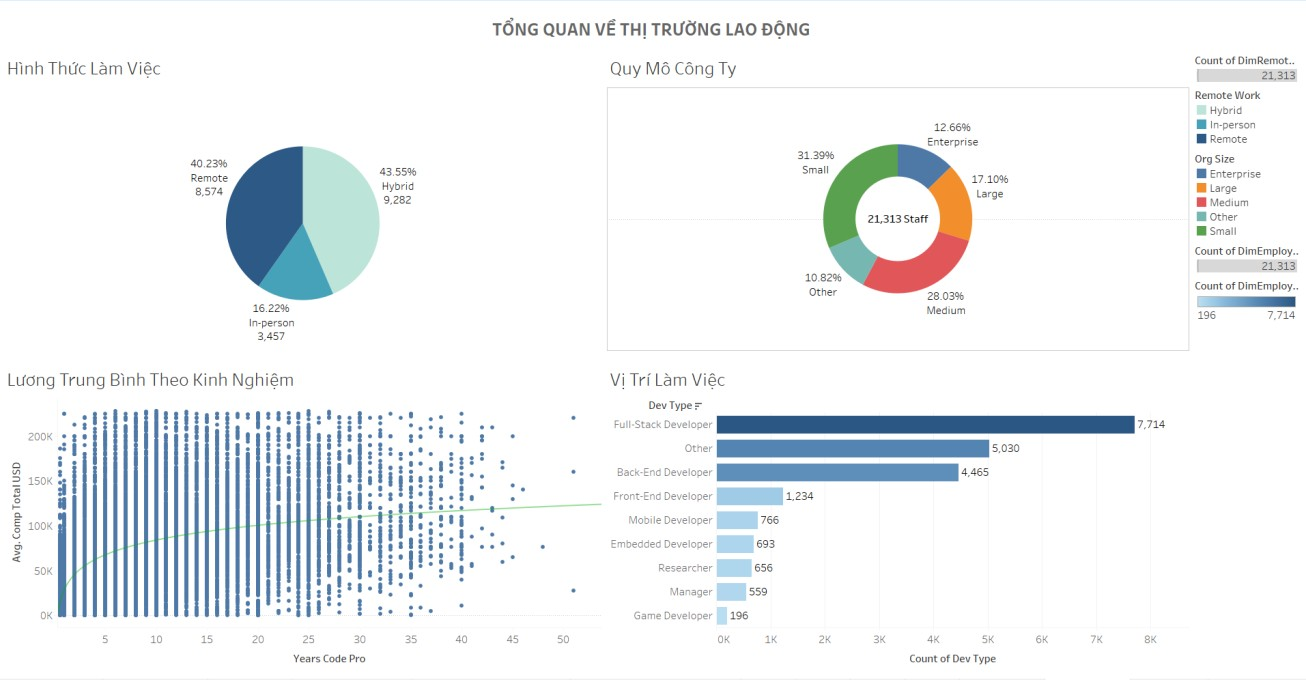 TỔNG QUAN VỀ THỊ TRƯỜNG LAO ĐỘNG
Hình Thức Làm Việc
40.23%
Remote
8,574
43.55%
Hybrid
9,282
16.22%
In-person
3,457
Quy Mô Công Ty
12.66%
Enterprise
31.39%
Small
17.10%
Large
21,313 Staff
10.82%
Other
28.03%
Medium
Count of DimRemot..
21,313
Remote Work
Hybrid
In-person
Remote
Org Size
Enterprise
Large
Medium
Other
Small
Count of DimEmploy..
21,313
Count of DimEmploy..
196 7,714
Lương Trung Bình Theo Kinh Nghiệm
Avg. Comp Total USD
200K
150K
100K
50K
0K
5 10 15 20 25 30 35 40 45 50
Years Code Pro
Vị Trí Làm Việc
Dev Type
Full-Stack Developer 7,714
Other 5,030
Back-End Developer 4,465
Front-End Developer 1,234
Mobile Developer 766
Embedded Developer 693
Researcher 656
Manager 559
Game Developer 196
0K 1K 2K 3K 4K 5K 6K 7K 8K
Count of Dev Type